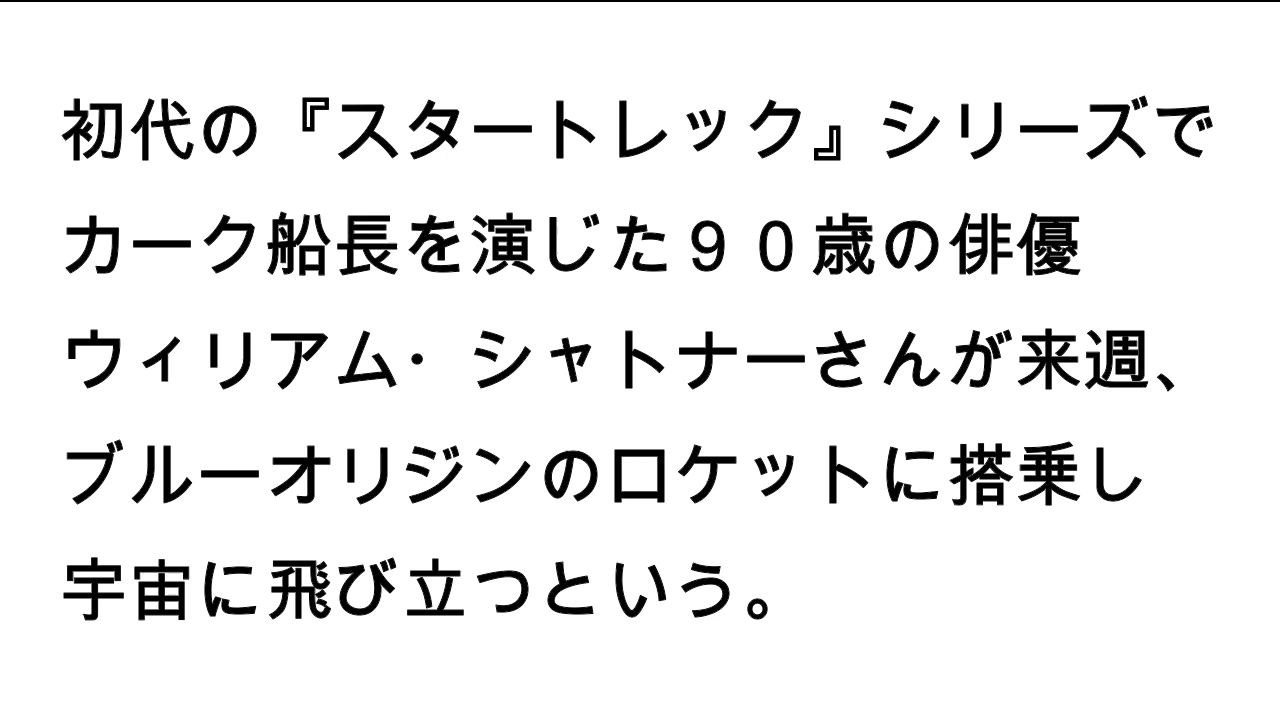 初代の『スタートレック』シリーズで
カーク船長を演じた９０歳の俳優
ウィリアム・シャトナーさんが来週、
ブルーオリジンのロケットに搭乗し
宇宙に飛び立つという。